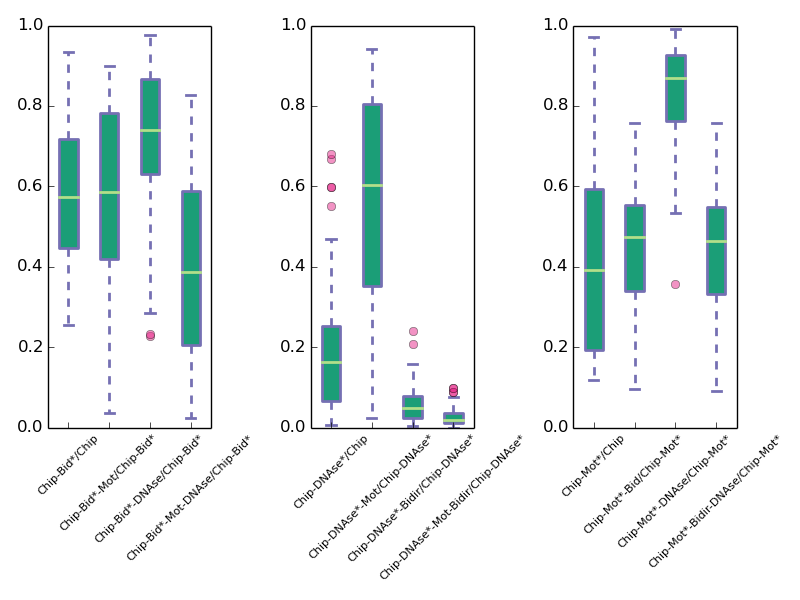 1.0
0.8
0.6
0.4
0.2
0.0
Chip-Bid*/Chip
Chip-Bid*-Mot/Chip-Bid*
Chip-Bid*-DNAse/Chip-Bid*
Chip-Bid*-Mot-DNAse/Chip-Bid*
1.0
0.8
0.6
0.4
0.2
0.0
Chip-DNAse*/Chip
Chip-DNAse*-Mot/Chip-DNAse*
Chip-DNAse*-Bidir/Chip-DNAse*
Chip-DNAse*-Mot-Bidir/Chip-DNAse*
1.0
0.8
0.6
0.4
0.2
0.0
Chip-Mot*/Chip
Chip-Mot*-Bid/Chip-Mot*
Chip-Mot*-DNAse/Chip-Mot*
Chip-Mot*-Bidir-DNAse/Chip-Mot*